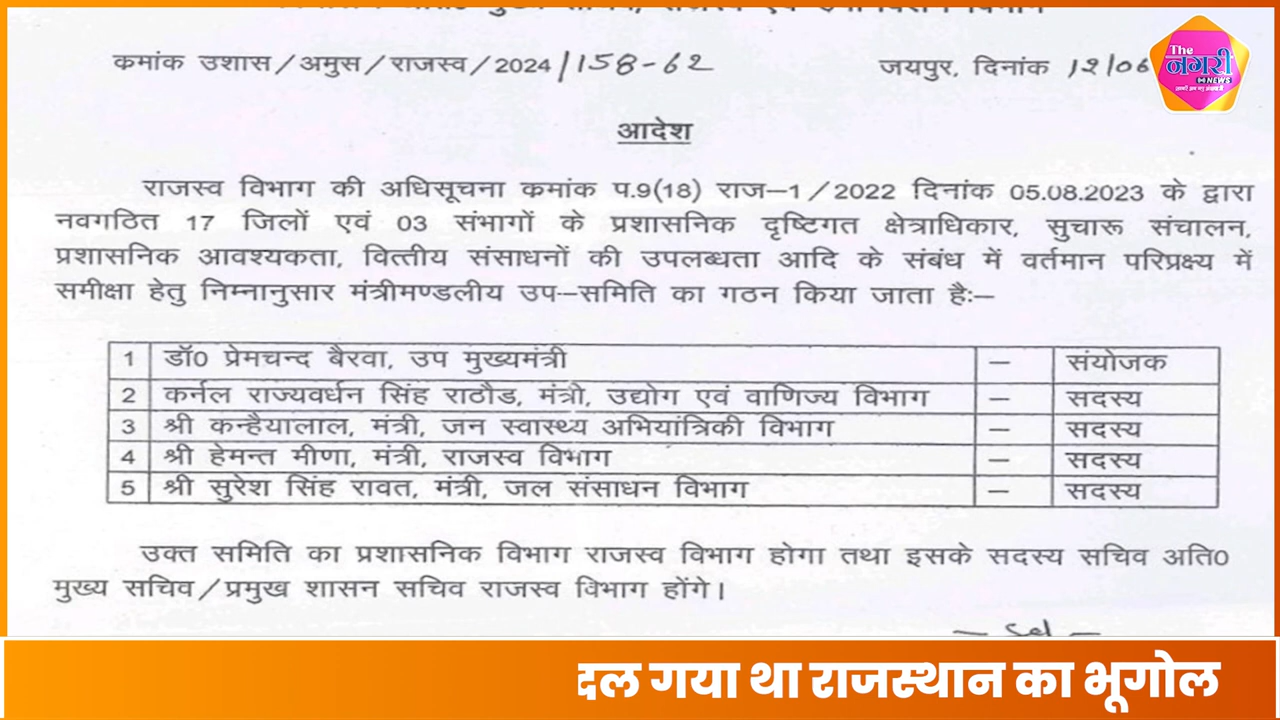 क्रमांक उशास/अमुस/राजस्व/2024/158-62 जयपुर, दिनांक 12/06
The
नगरी
NEWS
आदेश
राजस्व विभाग की अधिसूचना क्रमांक प.9(18) राज–1/2022 दिनांक 05.08.2023 के द्वारा
नवगठित 17 जिलों एवं 03 संभागों के प्रशासनिक दृष्टिगत क्षेत्राधिकार, सुचारू संचालन,
प्रशासनिक आवश्यकता, वित्तीय संसाधनों की उपलब्धता आदि के संबंध में वर्तमान परिप्रक्ष्य में
समीक्षा हेतु निम्नानुसार मंत्रीमण्डलीय उप–समिति का गठन किया जाता हैः–
1 डॉ0 प्रेमचन्द बैरवा, उप मुख्यमंत्री – संयोजक
2 कर्नल राज्यवर्धन सिंह राठौड, मंत्री, उद्योग एवं वाणिज्य विभाग – सदस्य
3 श्री कन्हैयालाल, मंत्री, जन स्वास्थ्य अभियांत्रिकी विभाग – सदस्य
4 श्री हेमन्त मीणा, मंत्री, राजस्व विभाग – सदस्य
5 श्री सुरेश सिंह रावत, मंत्री, जल संसाधन विभाग – सदस्य
उक्त समिति का प्रशासनिक विभाग राजस्व विभाग होगा तथा इसके सदस्य सचिव अति0
मुख्य सचिव/प्रमुख शासन सचिव राजस्व विभाग होंगे।
– Sd –
दल गया था राजस्थान का भूगोल